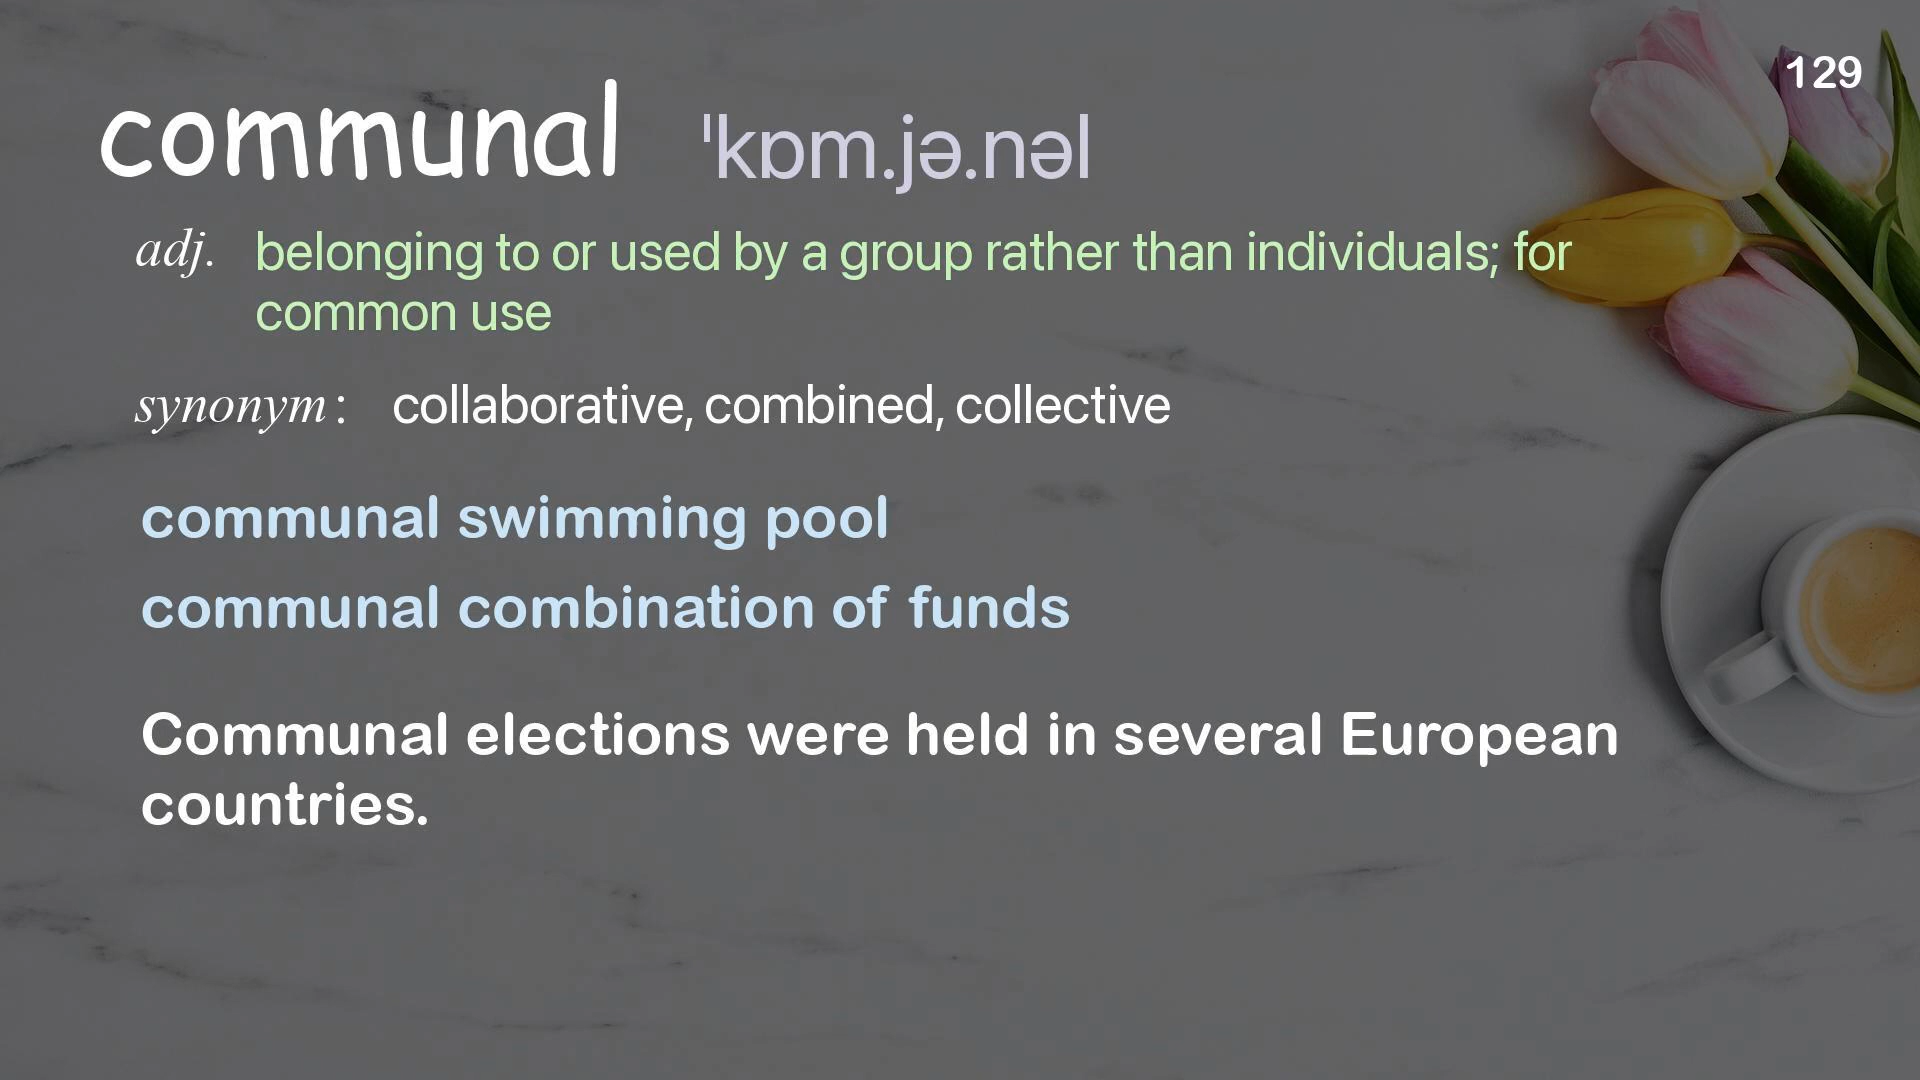 129
communal ˈkɒm.jə.nəl
adj. belonging to or used by a group rather than individuals; for
common use
synonym : collaborative, combined, collective
communal swimming pool
communal combination of funds
Communal elections were held in several European
countries.